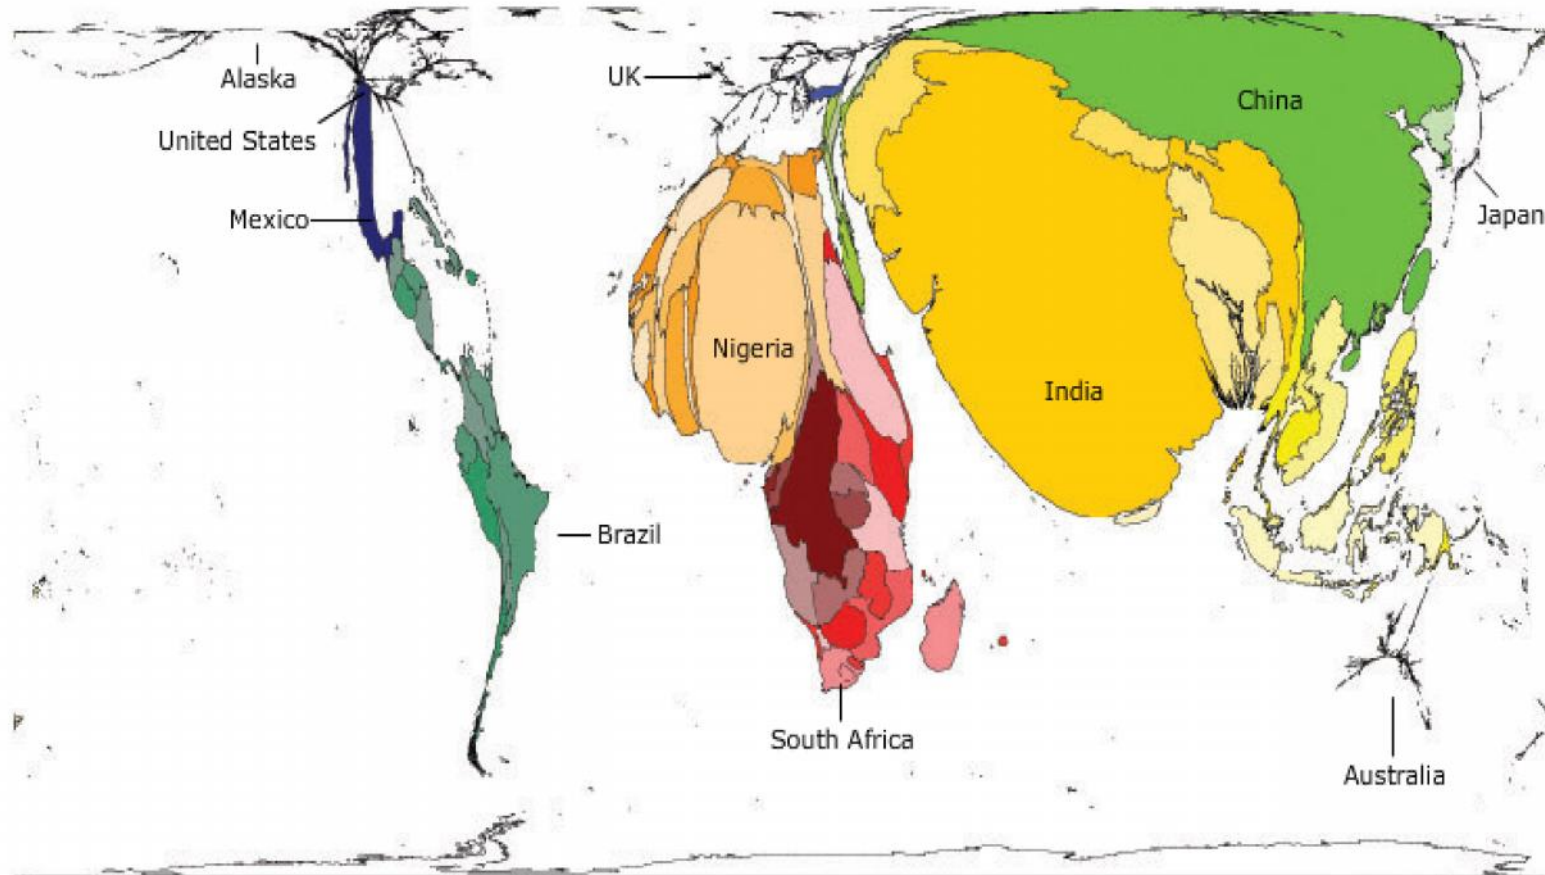 Alaska
UK
China
United States
Mexico
Japan
Nigeria
India
Brazil
South Africa
Australia